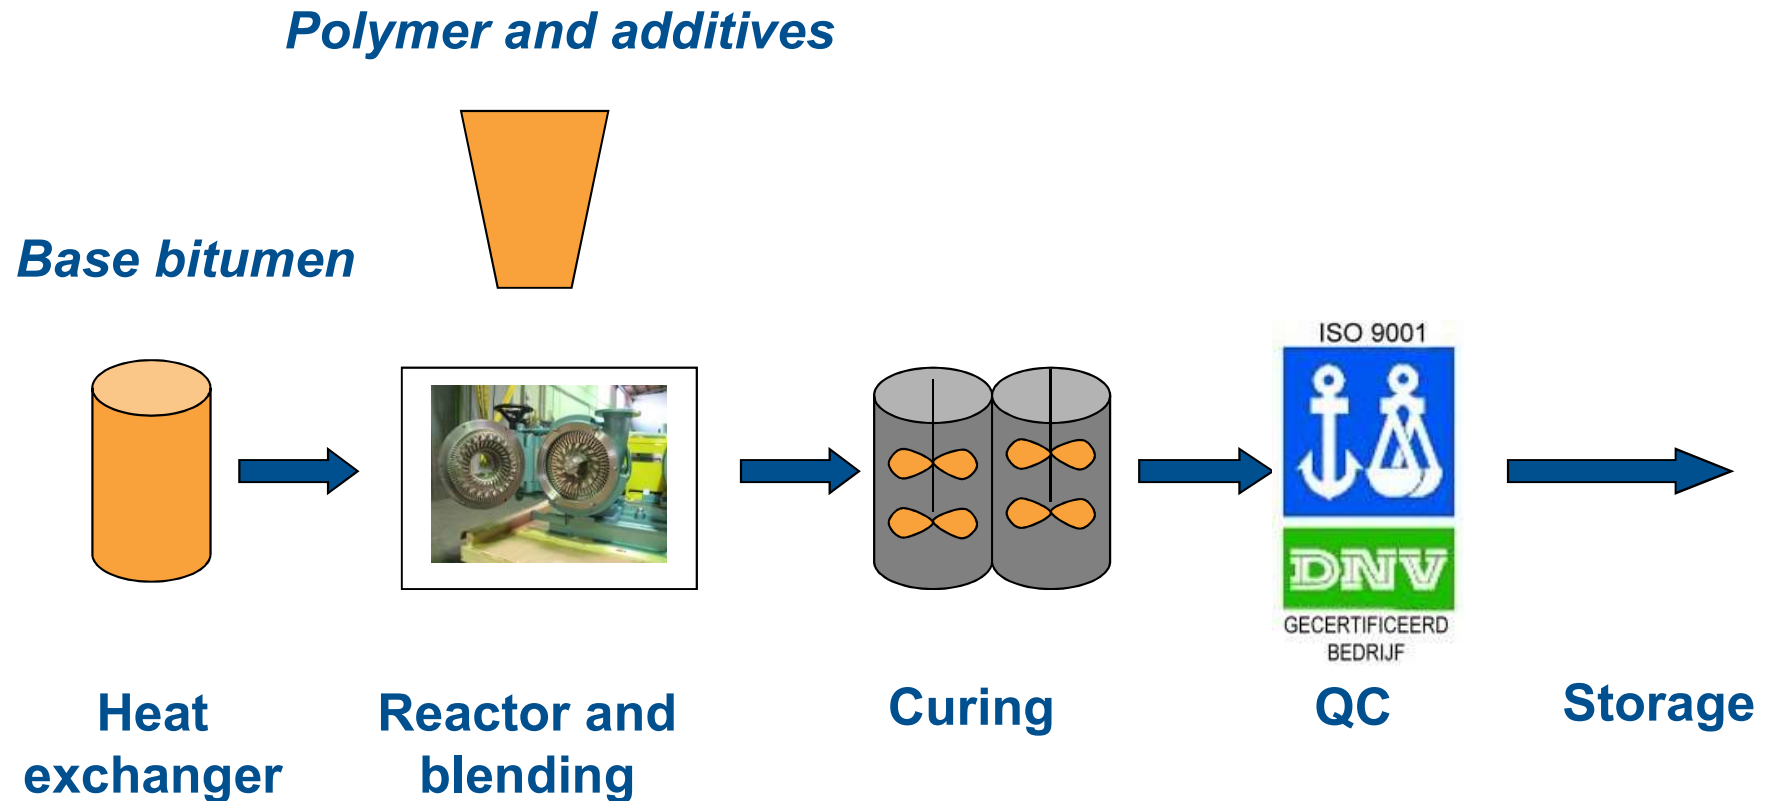 Polymer and additives
Base bitumen
ISO 9001
DNV
GECERTIFICEERD
BEDRIJF
Heat
exchanger
Reactor and
blending
Curing
QC
Storage